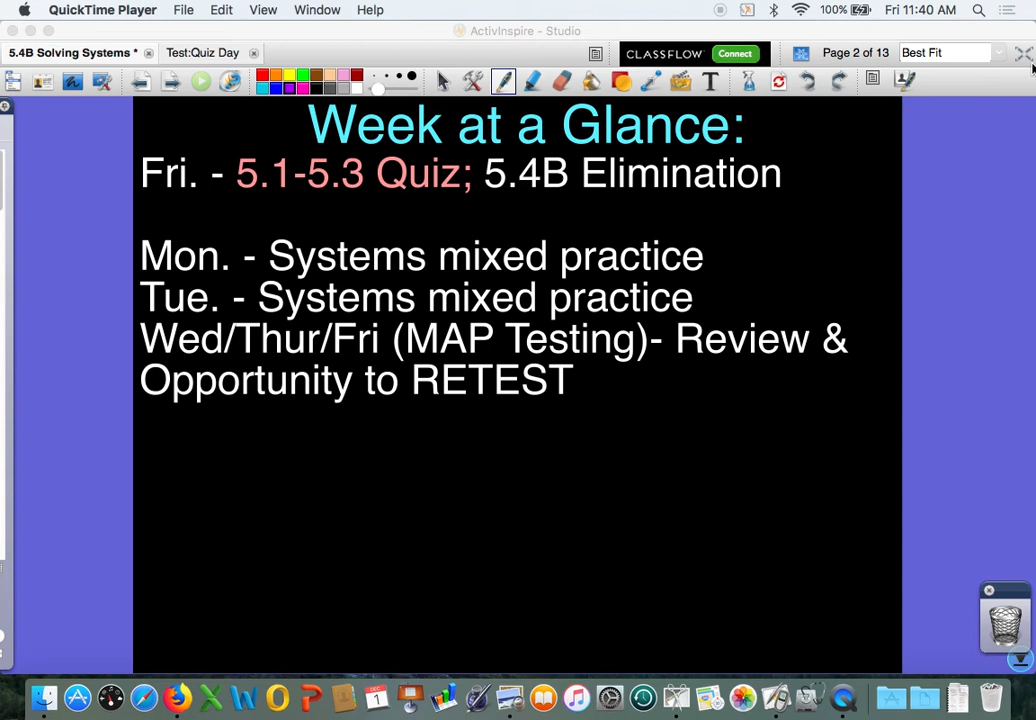 QuickTime Player File Edit View Window Help 100% Fri 11:40 AM
ActivInspire - Studio
5.4B Solving Systems * Test:Quiz Day CLASSFLOW Connect Page 2 of 13 Best Fit
Week at a Glance:
Fri. - 5.1-5.3 Quiz; 5.4B Elimination
Mon. - Systems mixed practice
Tue. - Systems mixed practice
Wed/Thur/Fri (MAP Testing)- Review &
Opportunity to RETEST
DEC
1